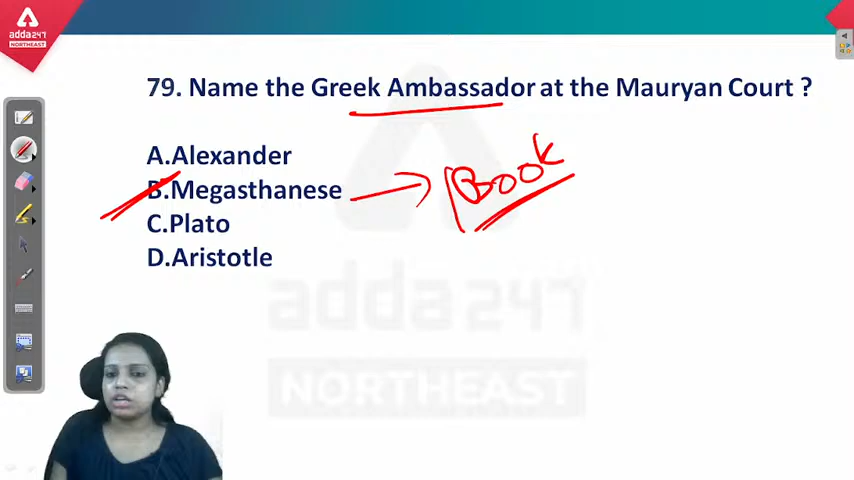 adda247
NORTHEAST
79. Name the Greek Ambassador at the Mauryan Court ?
A.Alexander
B.Megasthanese
Book
C.Plato
D.Aristotle
adda247
NORTHEAST